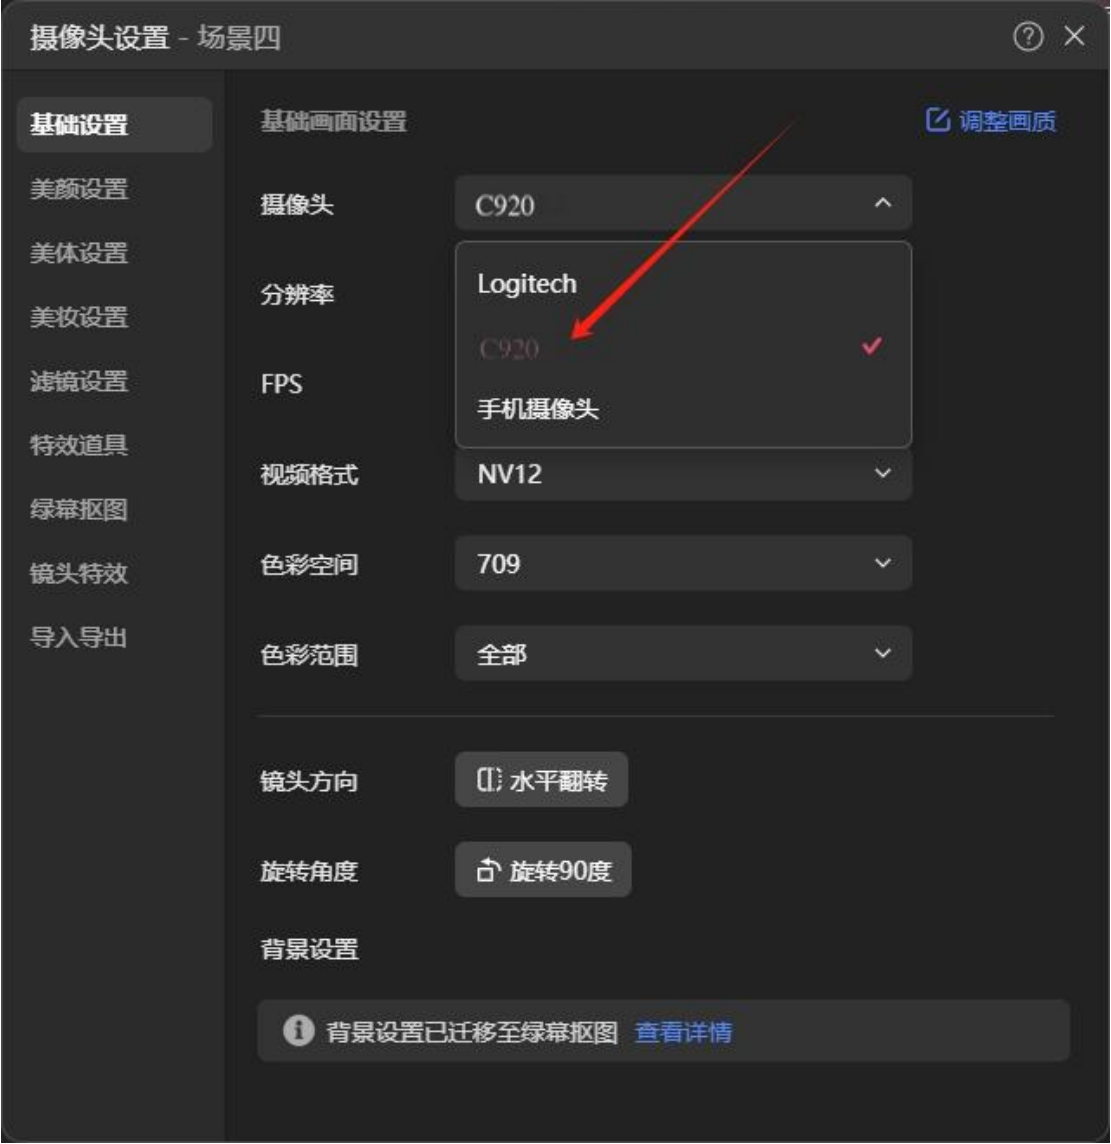 摄像头设置 - 场景四
基础设置
美颜设置
美体设置
美妆设置
滤镜设置
特效道具
绿幕抠图
镜头特效
导入导出
基础画面设置
调整画质
摄像头
C920
Logitech
C920
手机摄像头
分辨率
FPS
视频格式
NV12
色彩空间
709
色彩范围
全部
镜头方向
水平翻转
旋转角度
旋转90度
背景设置
背景设置已迁移至绿幕抠图 查看详情